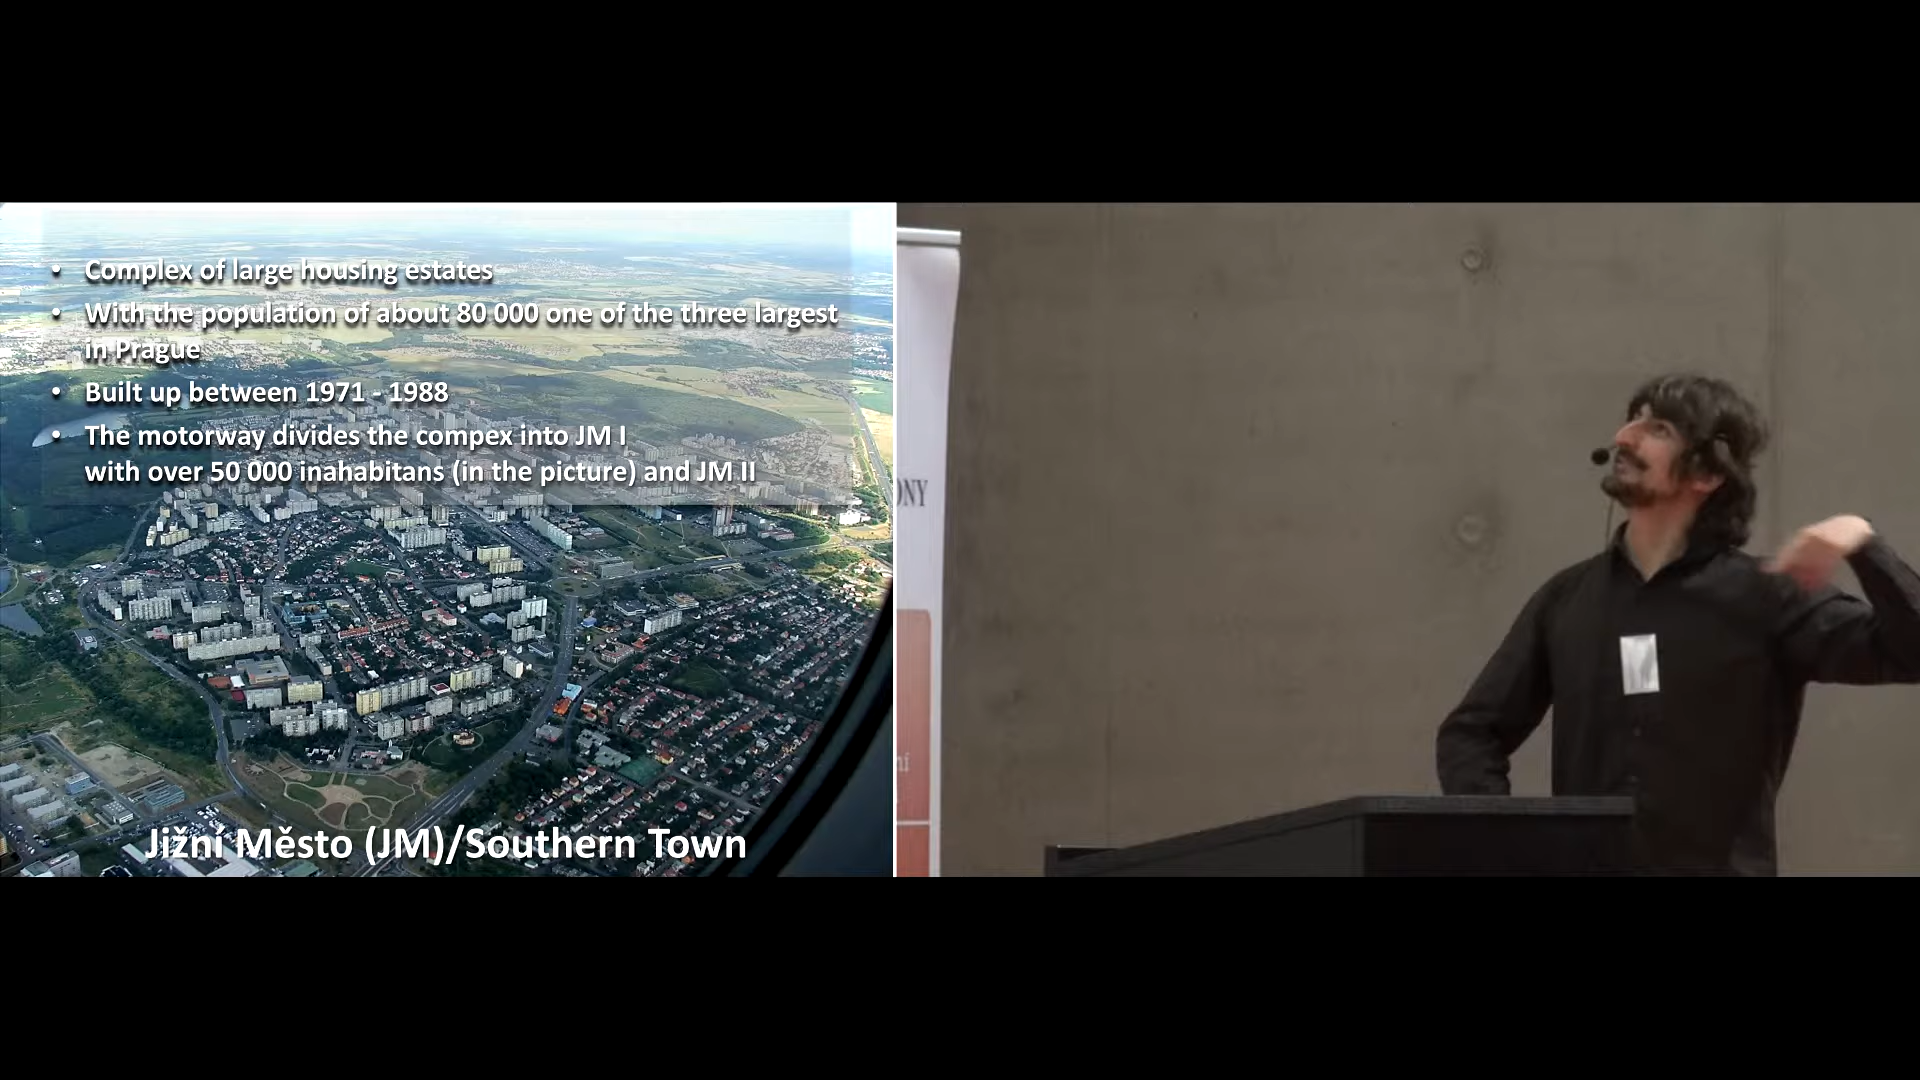 • Complex of large housing estates
• With the population of about 80 000 one of the three largest
in Prague
• Built up between 1971 - 1988
• The motorway divides the compex into JM I
with over 50 000 inahabitans (in the picture) and JM II
Jižní Město (JM)/Southern Town